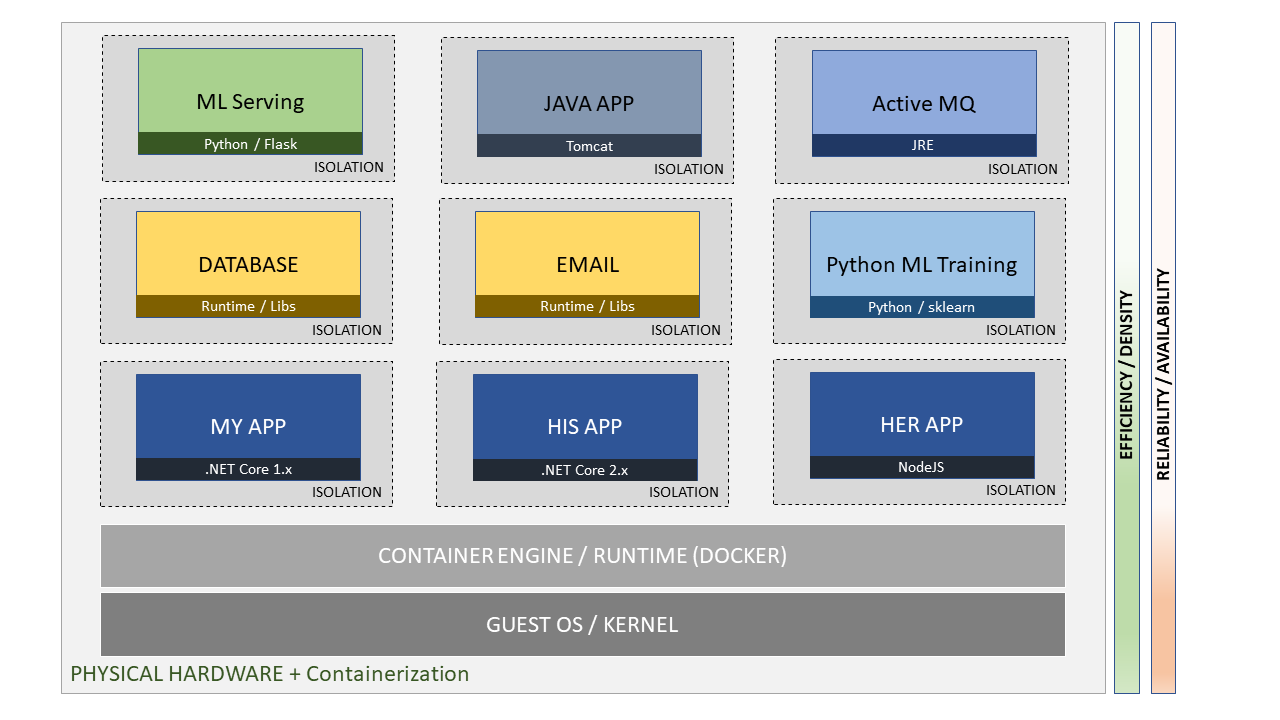 ML Serving
Python / Flask
ISOLATION
JAVA APP
Tomcat
ISOLATION
Active MQ
JRE
ISOLATION
DATABASE
Runtime / Libs
ISOLATION
EMAIL
Runtime / Libs
ISOLATION
Python ML Training
Python / sklearn
ISOLATION
MY APP
.NET Core 1.x
ISOLATION
HIS APP
.NET Core 2.x
ISOLATION
HER APP
NodeJS
ISOLATION
CONTAINER ENGINE / RUNTIME (DOCKER)
GUEST OS / KERNEL
PHYSICAL HARDWARE + Containerization
EFFICIENCY / DENSITY
RELIABILITY / AVAILABILITY